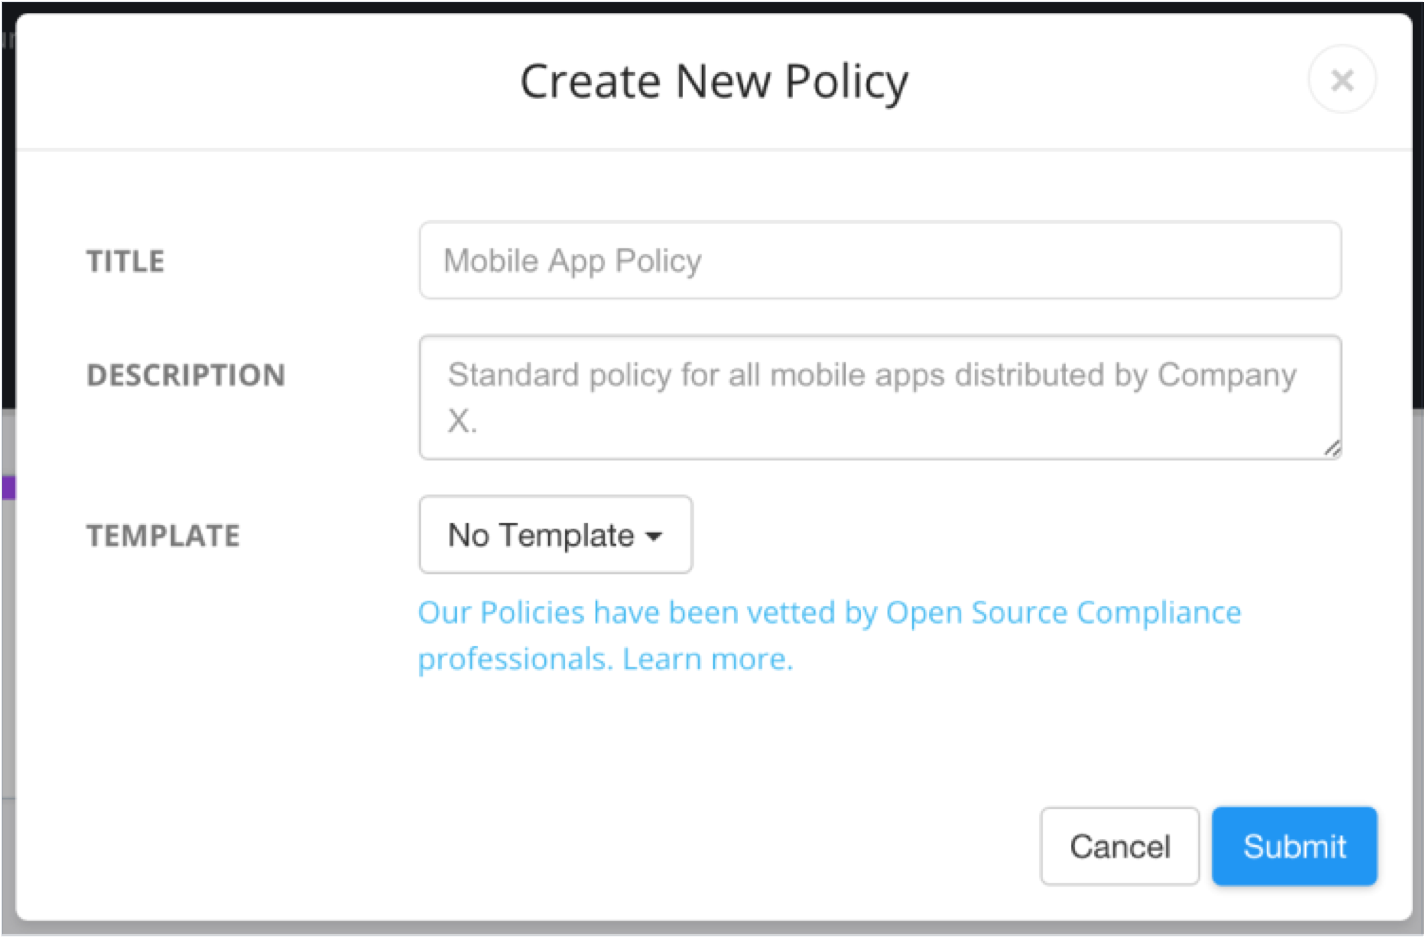 Create New Policy
TITLE
Mobile App Policy
DESCRIPTION
Standard policy for all mobile apps distributed by Company
X.
TEMPLATE
No Template
Our Policies have been vetted by Open Source Compliance
professionals. Learn more.
Cancel
Submit